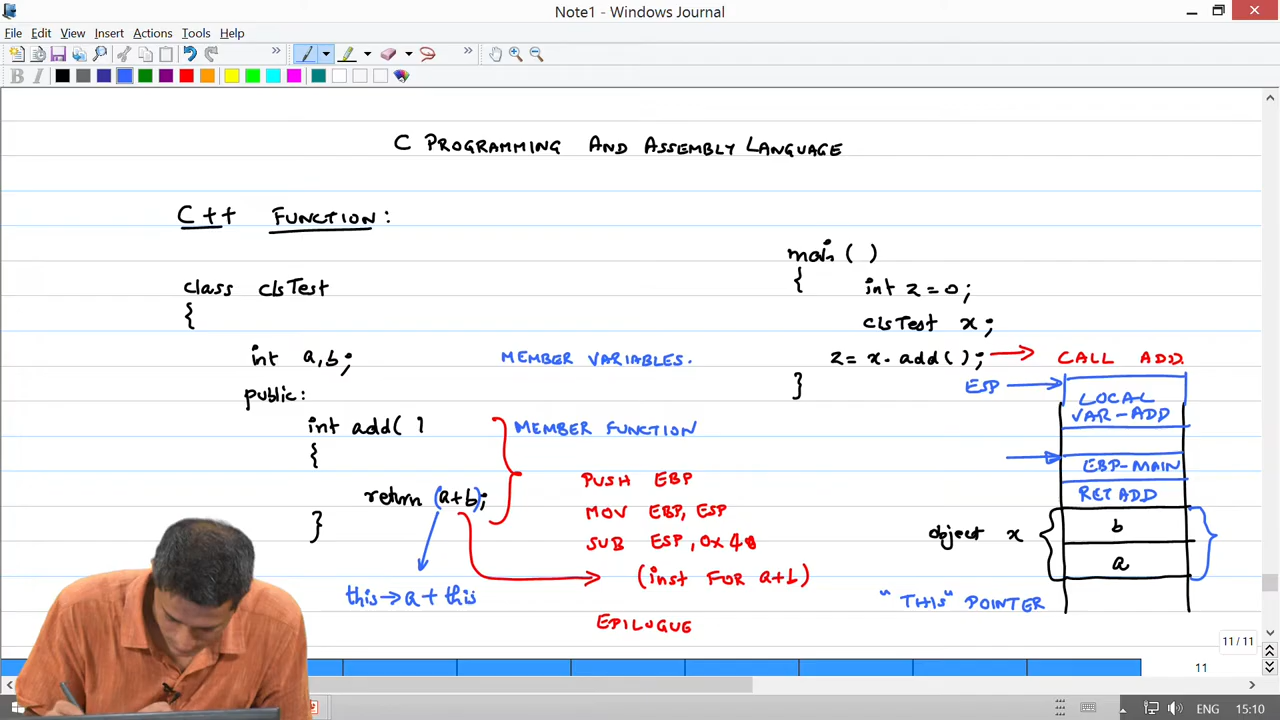 Note1 - Windows Journal
File Edit View Insert Actions Tools Help
C PROGRAMMING AND ASSEMBLY LANGUAGE
C++ FUNCTION:
class clsTest
{
int a,b;
public:
int add( )
{
return (a+b);
}
this→a + this
MEMBER VARIABLES.
MEMBER FUNCTION
PUSH EBP
MOV EBP, ESP
SUB ESP, 0x40
(inst FOR a+b)
EPILOGUE
main ( )
{
int z = 0;
clsTest x;
z = x.add( ); → CALL ADD
}
ESP
LOCAL
VAR-ADD
EBP-MAIN
RET ADD
object x
b
a
"THIS" POINTER
11 / 11
11
ENG 15:10